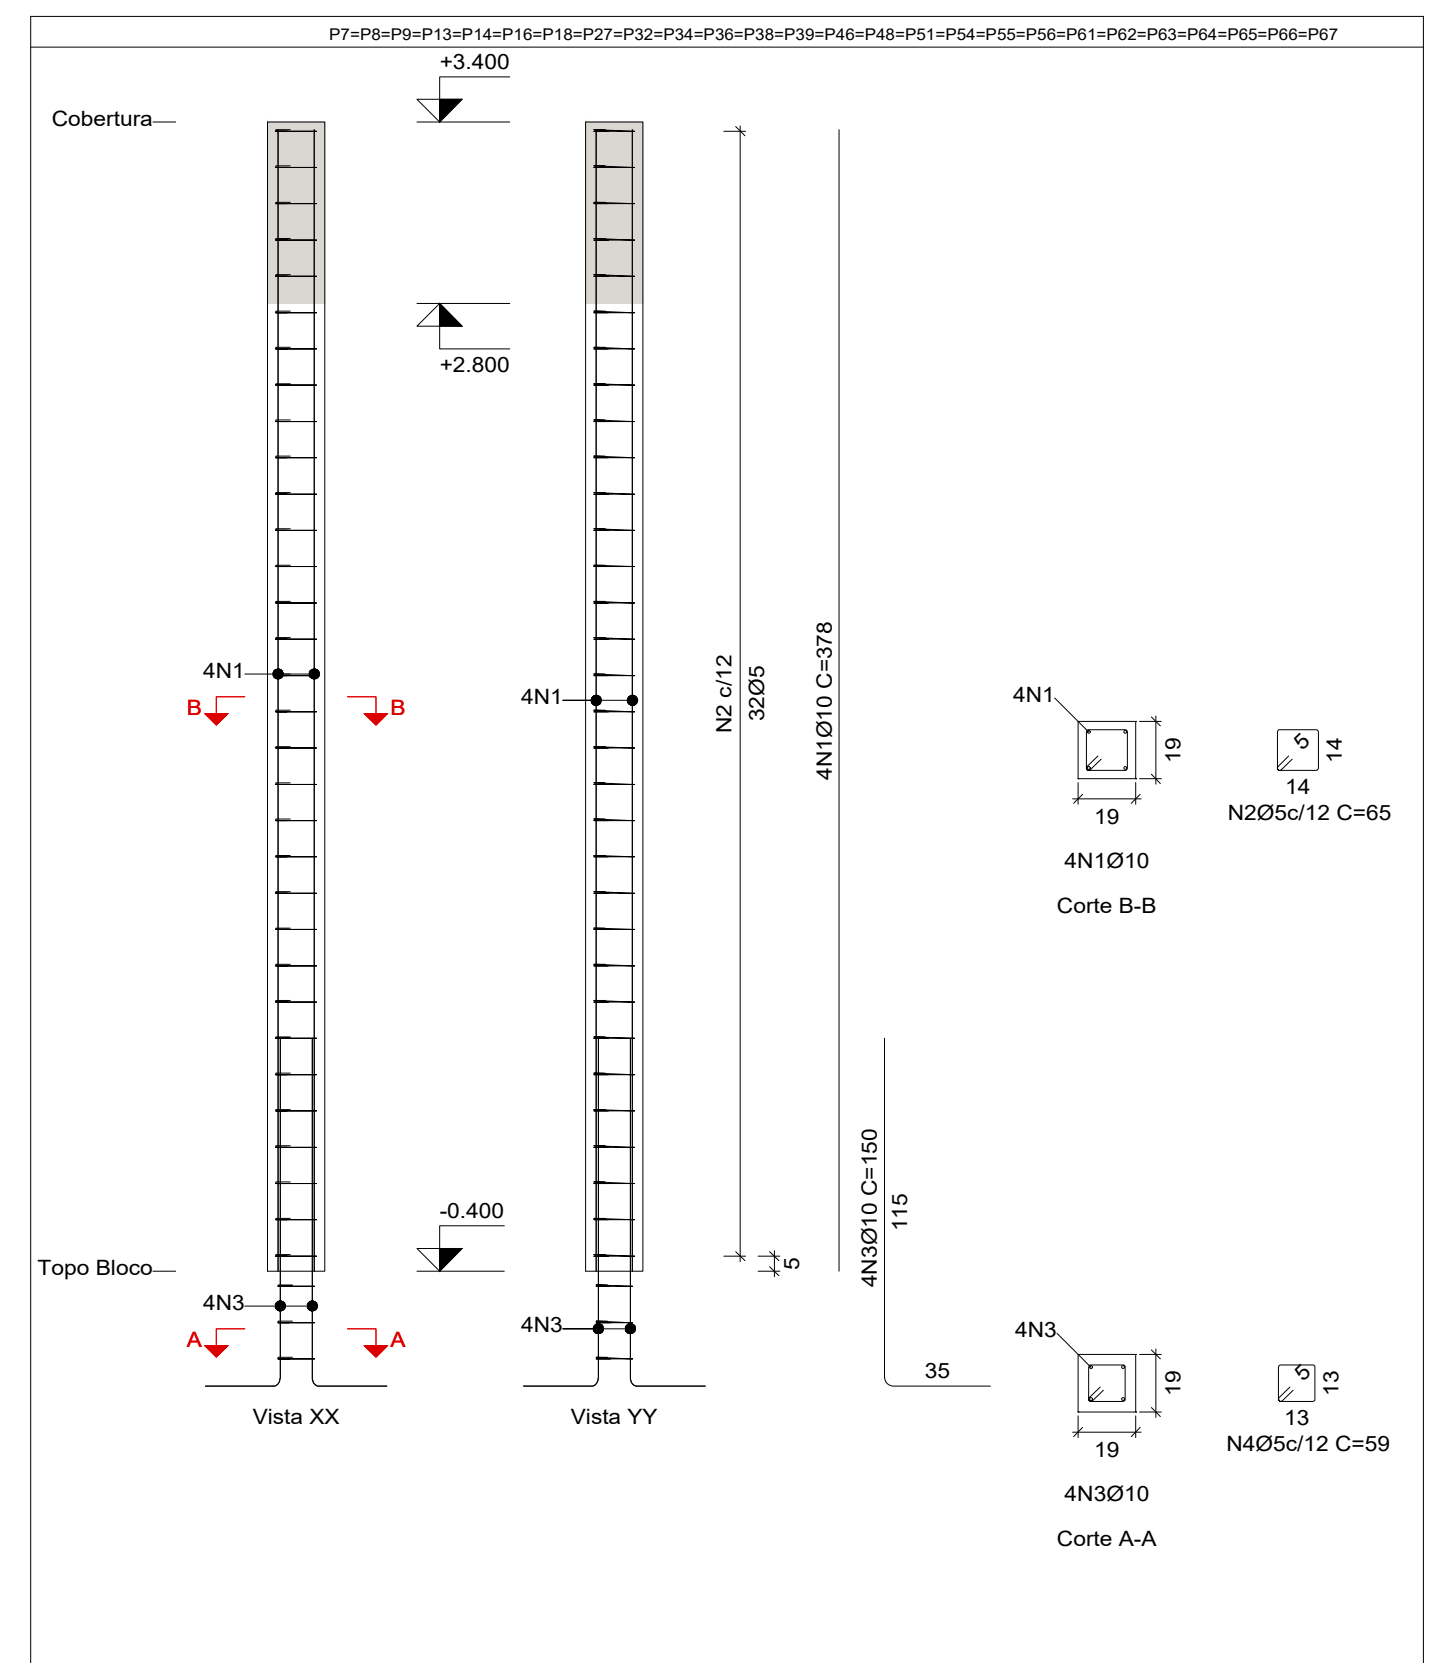 P7=P8=P9=P13=P14=P16=P18=P27=P32=P34=P36=P38=P39=P46=P48=P51=P54=P55=P56=P61=P62=P63=P64=P65=P66=P67
+3.400
Cobertura
+2.800
4N1
B B
4N1
N2 c/12
32Ø5
4N1Ø10 C=378
4N1
19
19
4N1Ø10
Corte B-B
5
14
14
N2Ø5c/12 C=65
-0.400
Topo Bloco
5
4N3
A A
4N3
4N3Ø10 C=150
115
35
Vista XX
Vista YY
4N3
19
19
4N3Ø10
Corte A-A
5
13
13
N4Ø5c/12 C=59